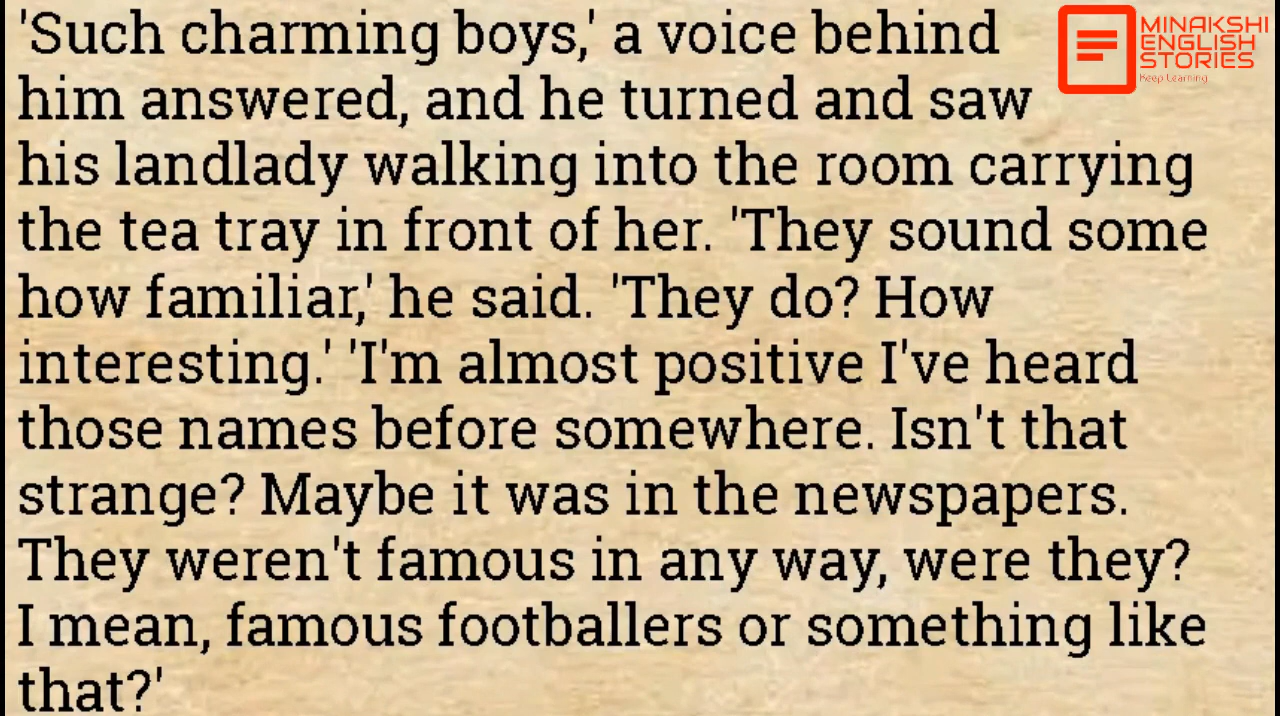 'Such charming boys,' a voice behind
him answered, and he turned and saw
his landlady walking into the room carrying
the tea tray in front of her. 'They sound some
how familiar,' he said. 'They do? How
interesting.' 'I'm almost positive I've heard
those names before somewhere. Isn't that
strange? Maybe it was in the newspapers.
They weren't famous in any way, were they?
I mean, famous footballers or something like
that?'
MINAKSHI
ENGLISH
STORIES
Keep Learning